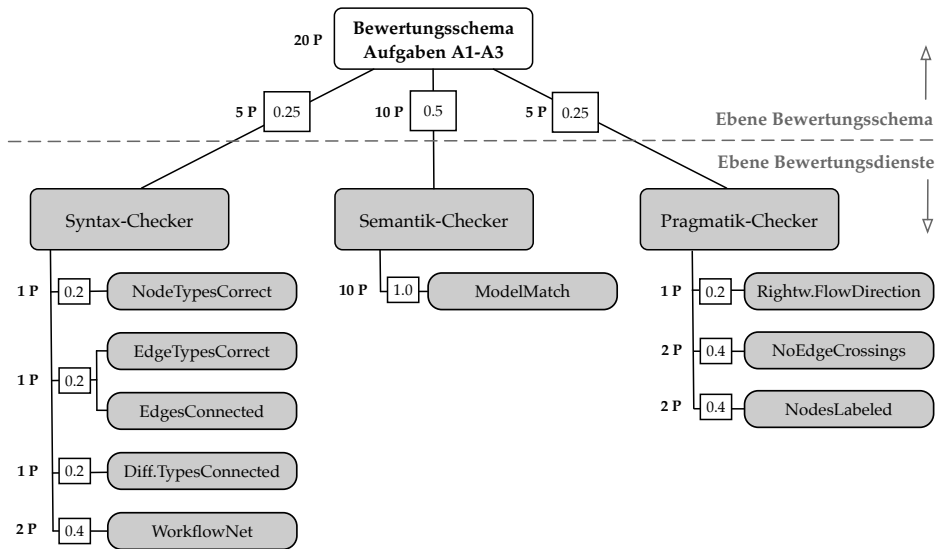 Bewertungsschema
20 P
Aufgaben A1-A3
5 P 0.25 10 P 0.5 5 P 0.25
Ebene Bewertungsschema
Ebene Bewertungsdienste
Syntax-Checker Semantik-Checker Pragmatik-Checker
1 P 0.2 NodeTypesCorrect 10 P 1.0 ModelMatch 1 P 0.2 Rightw.FlowDirection
EdgeTypesCorrect 2 P 0.4 NoEdgeCrossings
1 P 0.2
EdgesConnected 2 P 0.4 NodesLabeled
1 P 0.2 Diff.TypesConnected
2 P 0.4 WorkflowNet